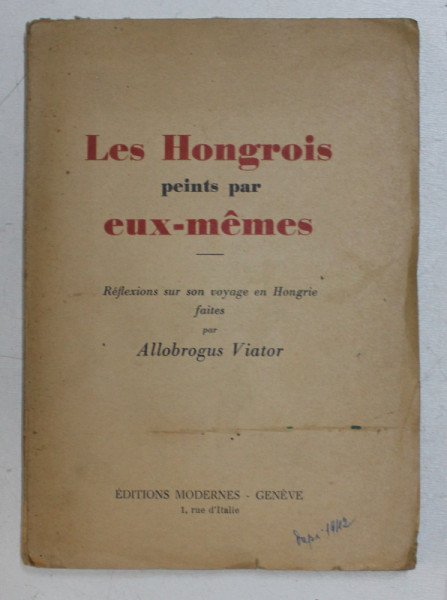 Les Hongrois
peints par
eux-mêmes
Réflexions sur son voyage en Hongrie
faites
par
Allobrogus Viator
ÉDITIONS MODERNES - GENÈVE
1, rue d'Italie